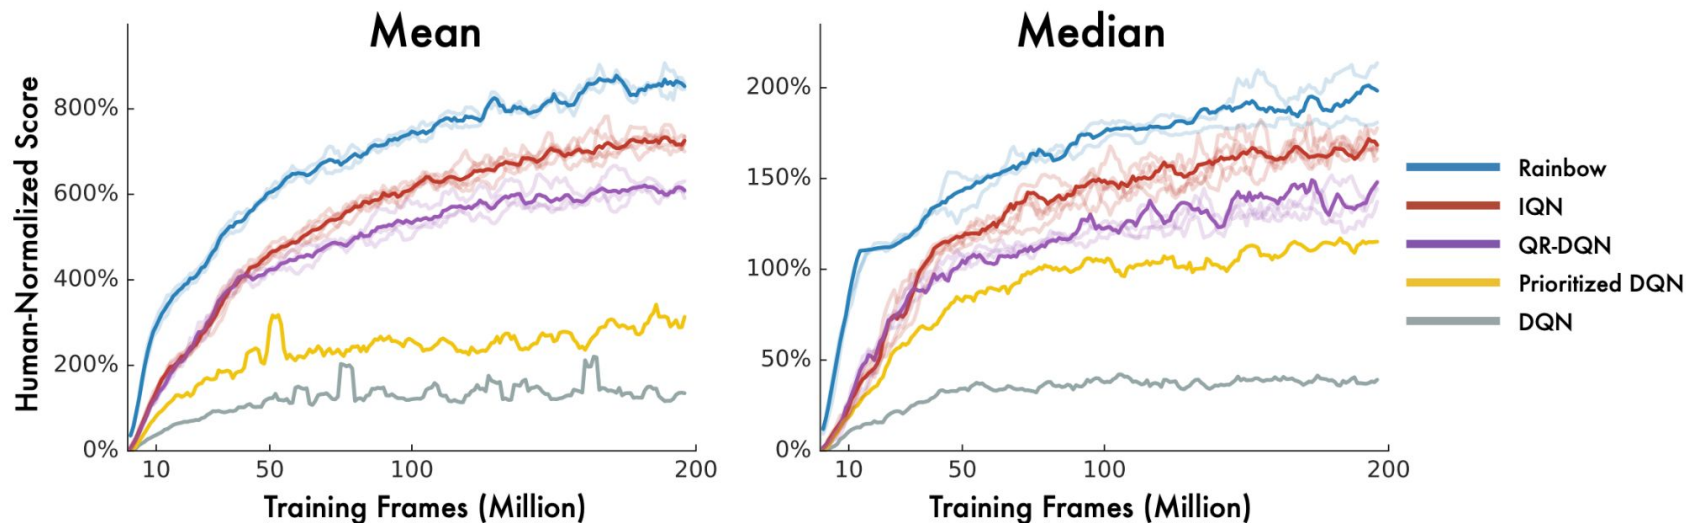 Mean
Human-Normalized Score
800%
600%
400%
200%
0%
10 50 100 200
Training Frames (Million)
Median
200%
150%
100%
50%
0%
10 50 100 200
Training Frames (Million)
Rainbow
IQN
QR-DQN
Prioritized DQN
DQN